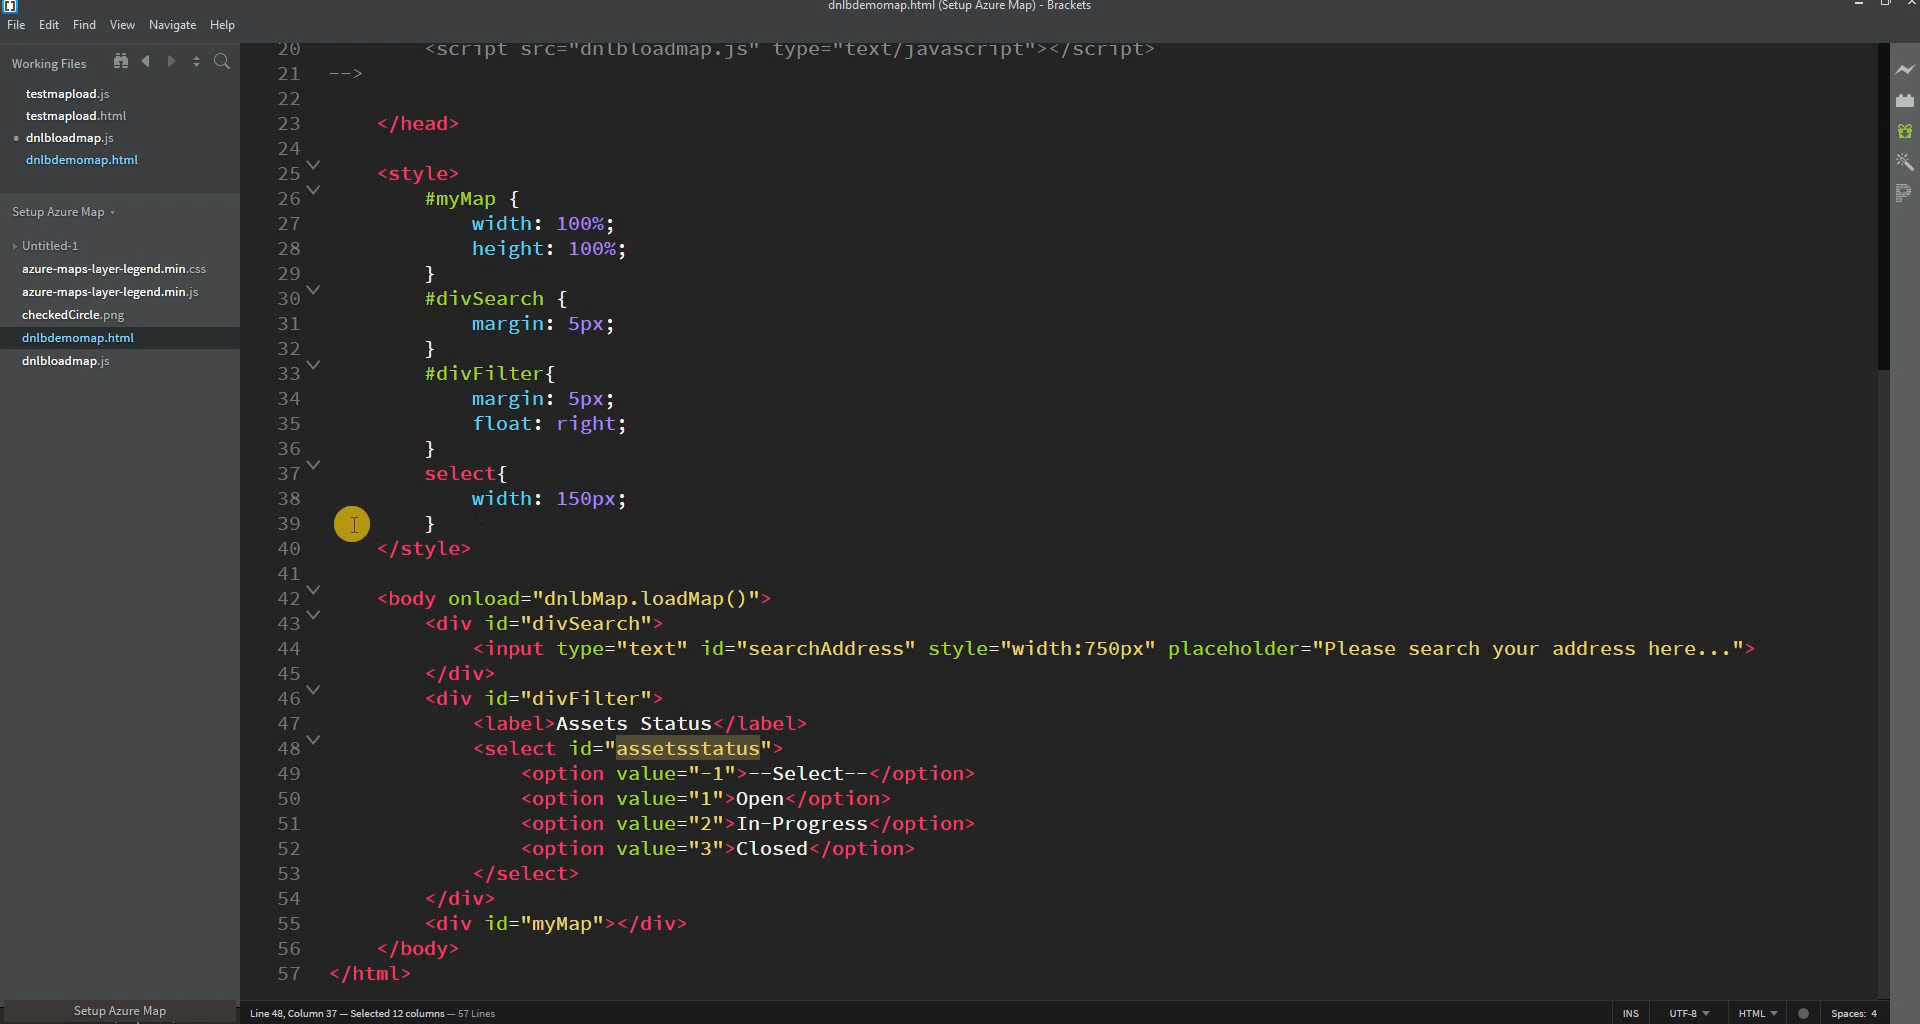 dnlbdemomap.html (Setup Azure Map) - Brackets
File Edit Find View Navigate Help
Working Files
testmapload.js
testmapload.html
dnlbloadmap.js
dnlbdemomap.html
Setup Azure Map
Untitled-1
azure-maps-layer-legend.min.css
azure-maps-layer-legend.min.js
checkedCircle.png
dnlbdemomap.html
dnlbloadmap.js
Setup Azure Map
20 <script src="dnlbloadmap.js" type="text/javascript"></script>
21 -->
22
23 </head>
24
25 <style>
26 #myMap {
27 width: 100%;
28 height: 100%;
29 }
30 #divSearch {
31 margin: 5px;
32 }
33 #divFilter{
34 margin: 5px;
35 float: right;
36 }
37 select{
38 width: 150px;
39 }
40 </style>
41
42 <body onload="dnlbMap.loadMap()">
43 <div id="divSearch">
44 <input type="text" id="searchAddress" style="width:750px" placeholder="Please search your address here...">
45 </div>
46 <div id="divFilter">
47 <label>Assets Status</label>
48 <select id="assetsstatus">
49 <option value="-1">--Select--</option>
50 <option value="1">Open</option>
51 <option value="2">In-Progress</option>
52 <option value="3">Closed</option>
53 </select>
54 </div>
55 <div id="myMap"></div>
56 </body>
57 </html>
Line 48, Column 37 — Selected 12 columns — 57 Lines
INS UTF-8 HTML Spaces: 4